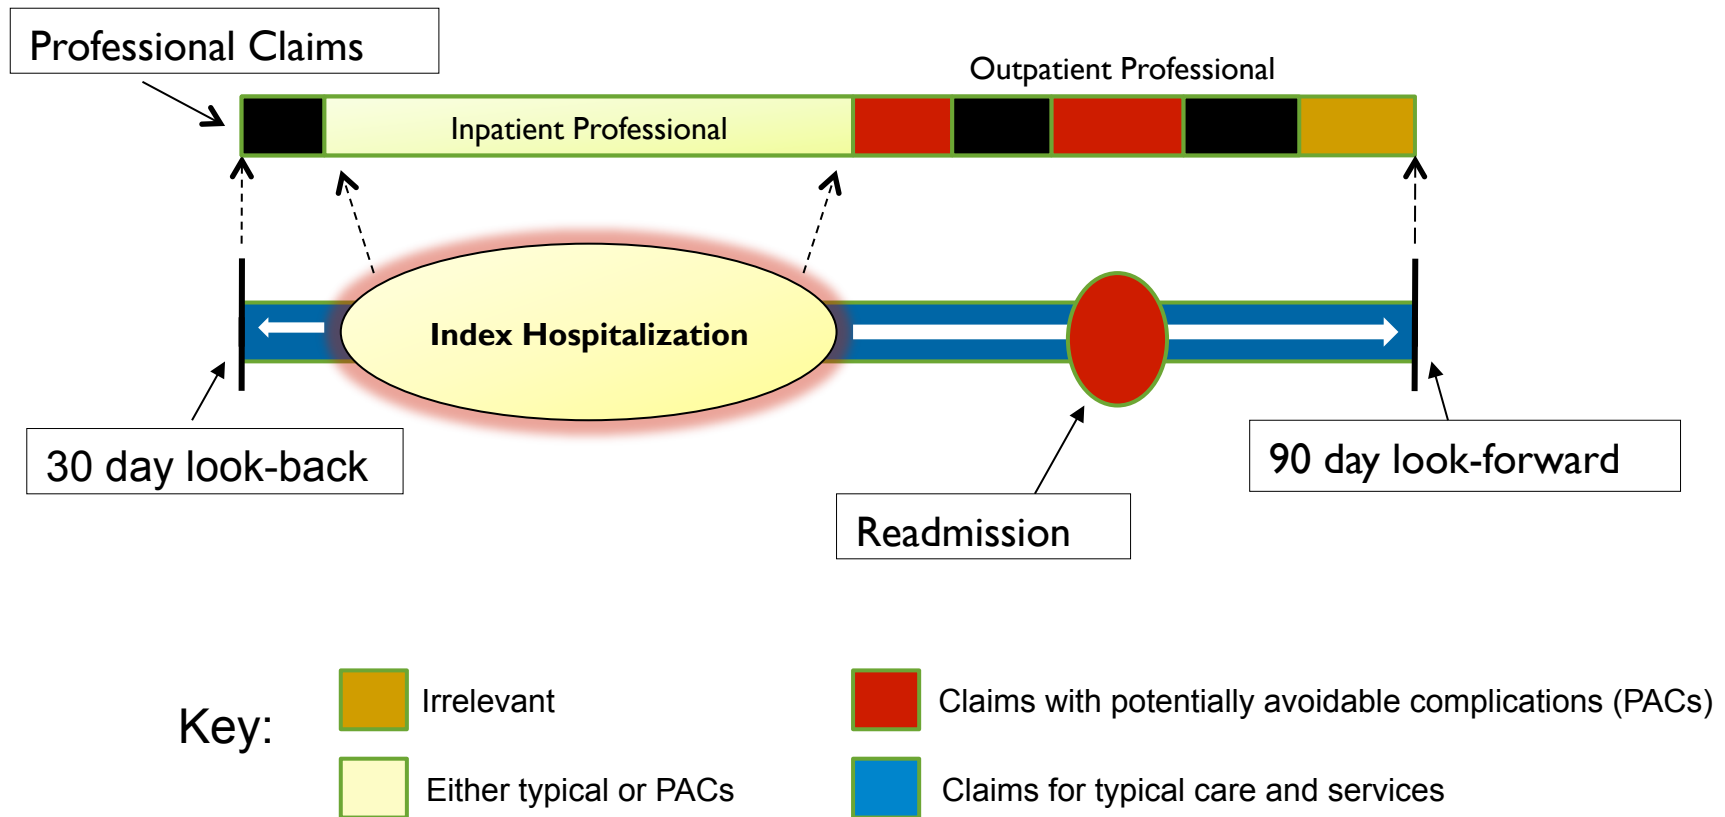 Professional Claims
Outpatient Professional
Inpatient Professional
Index Hospitalization
30 day look-back
90 day look-forward
Readmission
Key:
Irrelevant
Claims with potentially avoidable complications (PACs)
Either typical or PACs
Claims for typical care and services